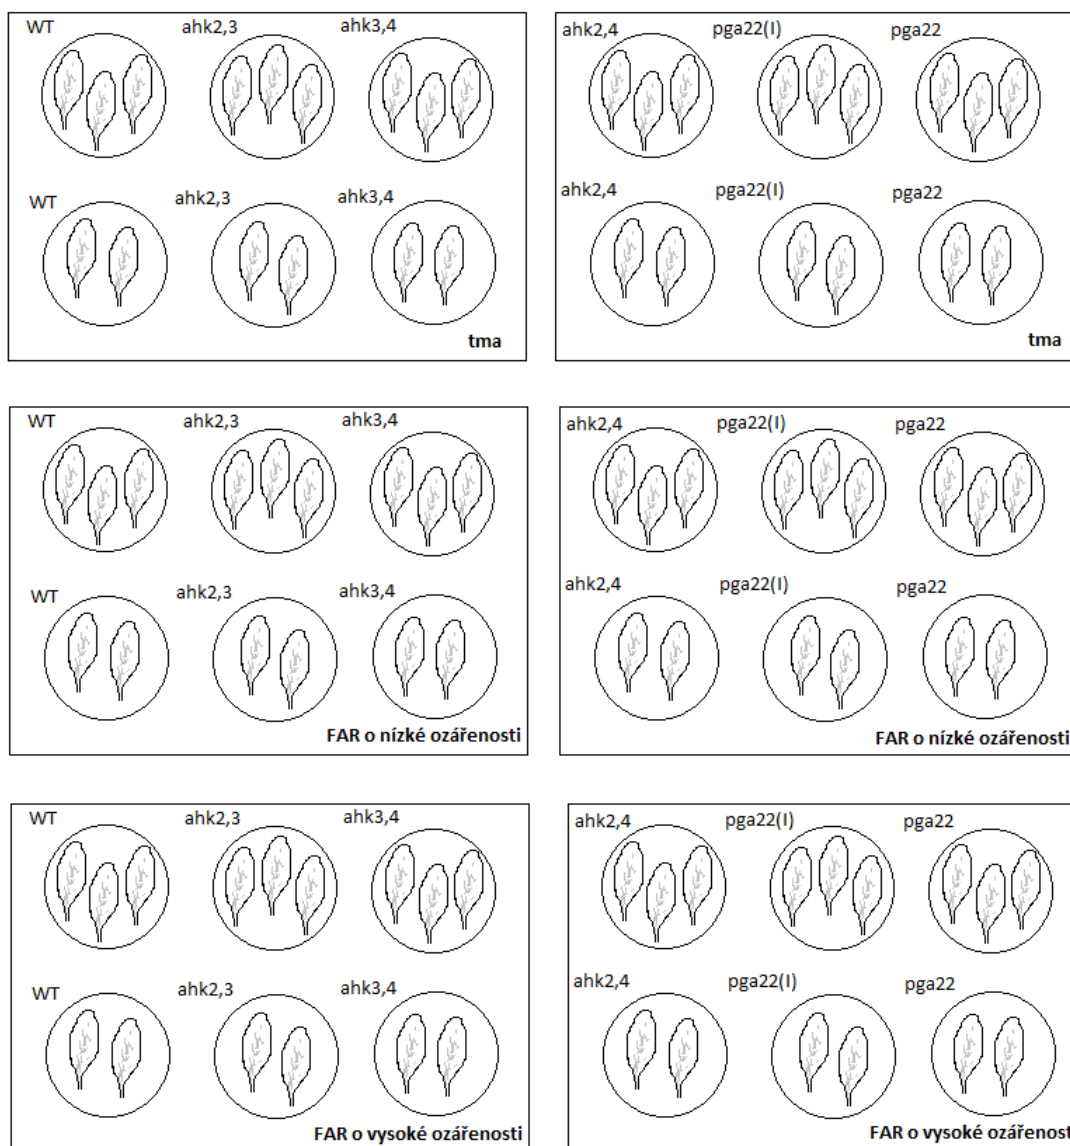 WT ahk2,3 ahk3,4
WT ahk2,3 ahk3,4
tma
ahk2,4 pga22(I) pga22
ahk2,4 pga22(I) pga22
tma
WT ahk2,3 ahk3,4
WT ahk2,3 ahk3,4
FAR o nízké ozářenosti
ahk2,4 pga22(I) pga22
ahk2,4 pga22(I) pga22
FAR o nízké ozářenosti
WT ahk2,3 ahk3,4
WT ahk2,3 ahk3,4
FAR o vysoké ozářenosti
ahk2,4 pga22(I) pga22
ahk2,4 pga22(I) pga22
FAR o vysoké ozářenost